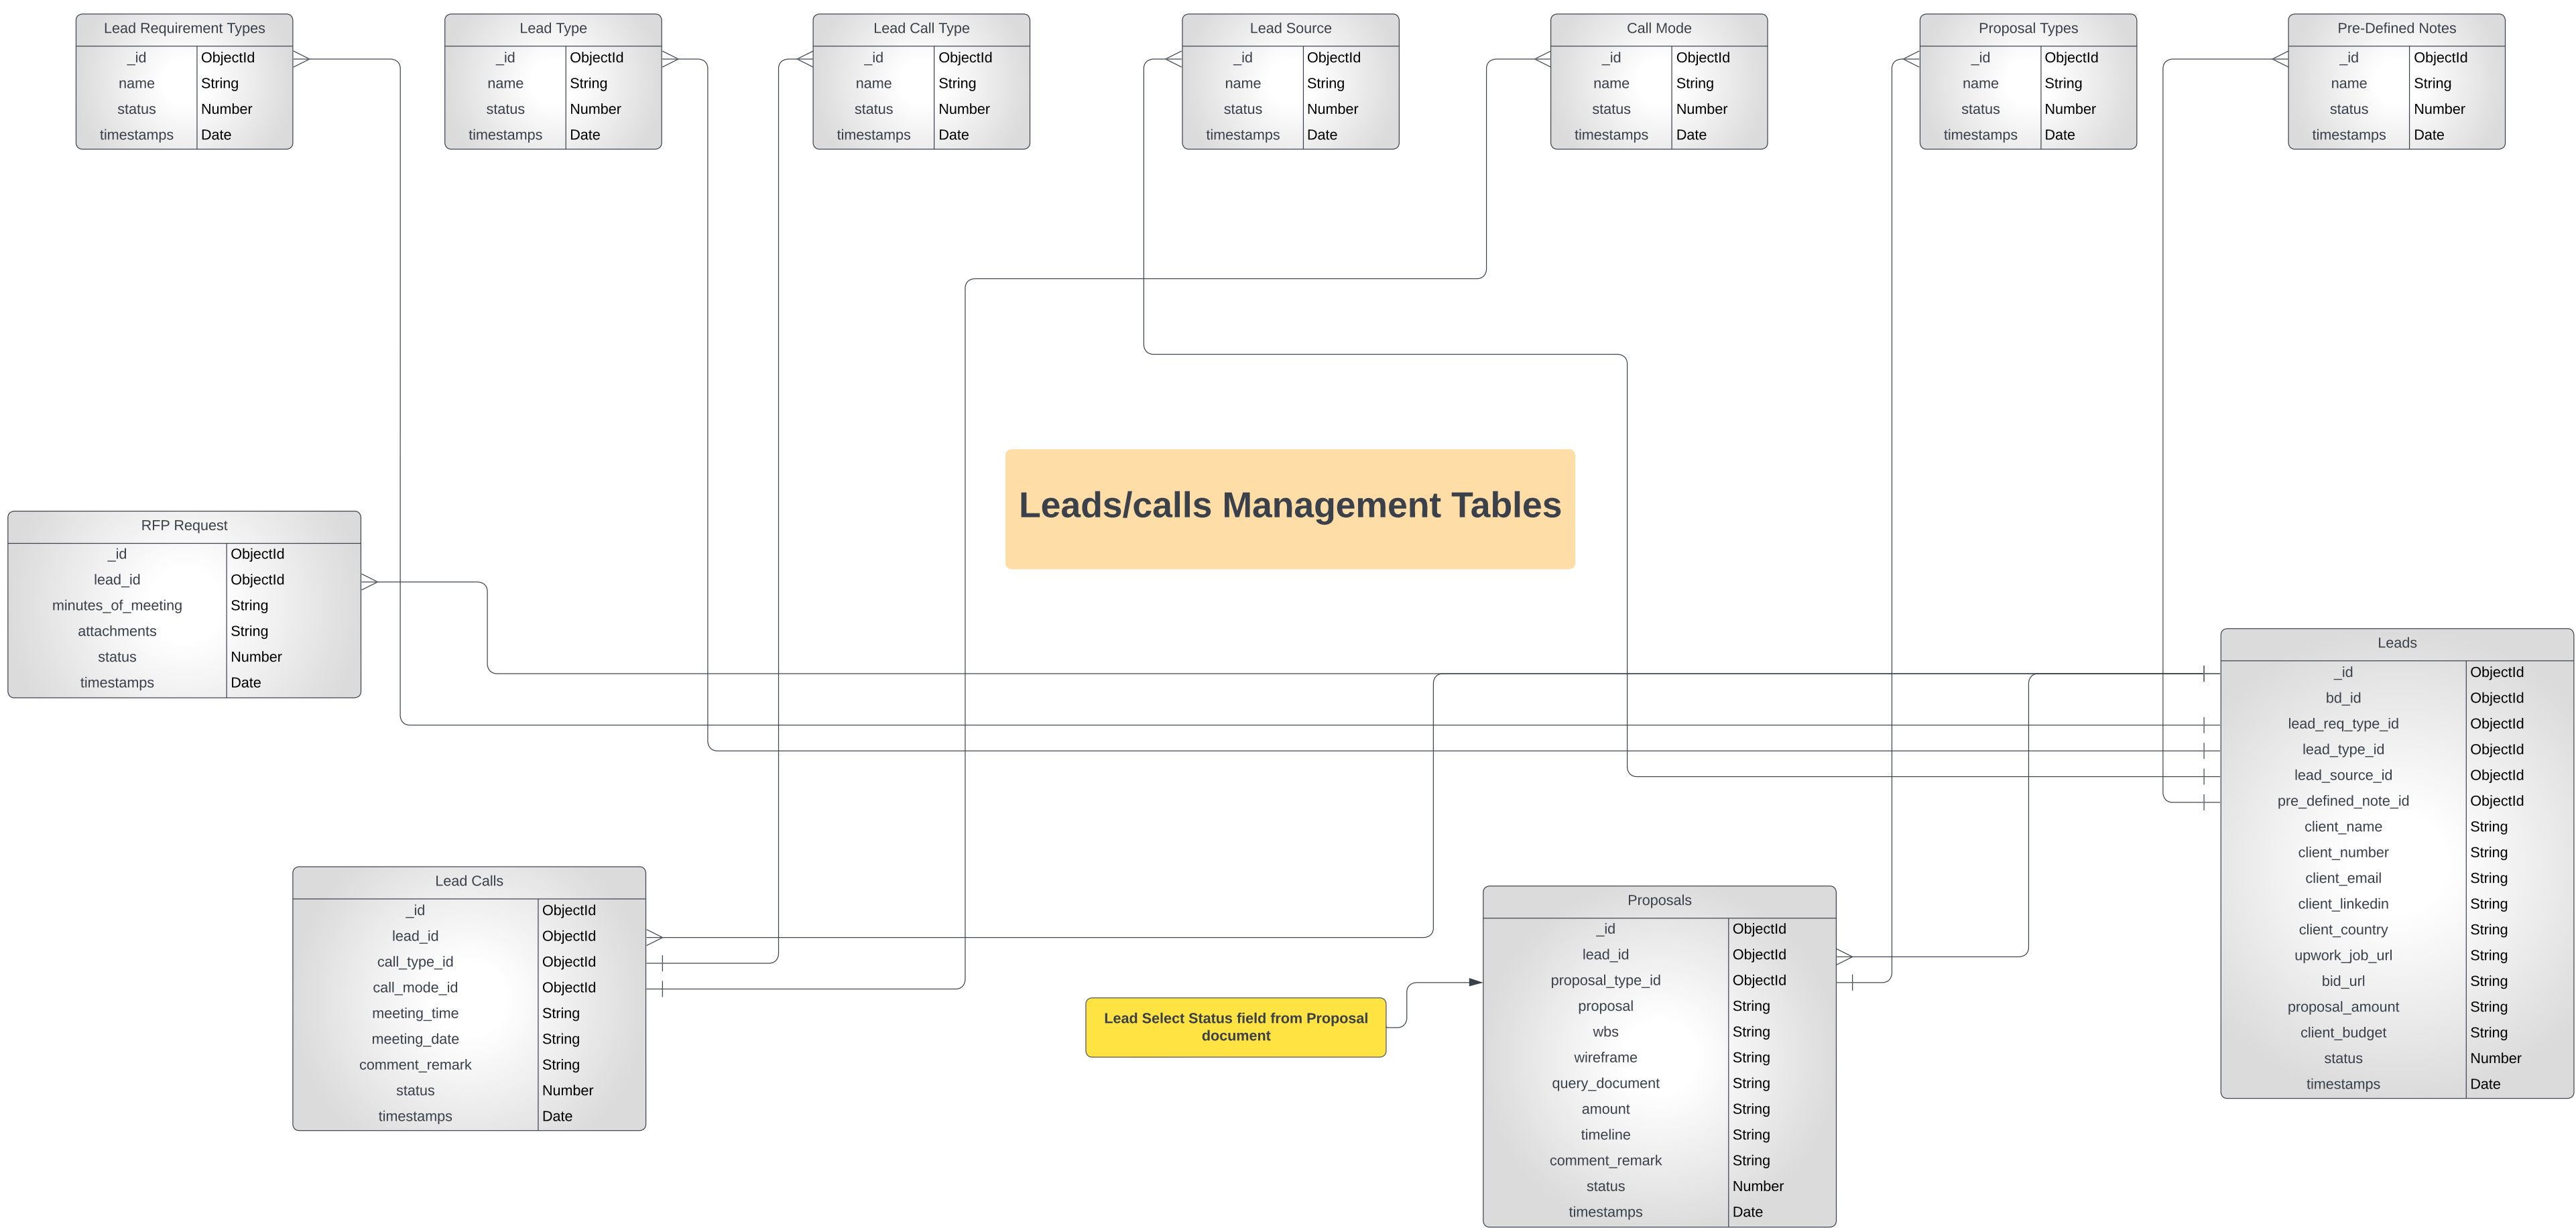 Lead Requirement Types
_id ObjectId
name String
status Number
timestamps Date
Lead Type
_id ObjectId
name String
status Number
timestamps Date
Lead Call Type
_id ObjectId
name String
status Number
timestamps Date
Lead Source
_id ObjectId
name String
status Number
timestamps Date
Call Mode
_id ObjectId
name String
status Number
timestamps Date
Proposal Types
_id ObjectId
name String
status Number
timestamps Date
Pre-Defined Notes
_id ObjectId
name String
status Number
timestamps Date
Leads/calls Management Tables
RFP Request
_id ObjectId
lead_id ObjectId
minutes_of_meeting String
attachments String
status Number
timestamps Date
Leads
_id ObjectId
bd_id ObjectId
lead_req_type_id ObjectId
lead_type_id ObjectId
lead_source_id ObjectId
pre_defined_note_id ObjectId
client_name String
client_number String
client_email String
client_linkedin String
client_country String
upwork_job_url String
bid_url String
proposal_amount String
client_budget String
status Number
timestamps Date
Lead Calls
_id ObjectId
lead_id ObjectId
call_type_id ObjectId
call_mode_id ObjectId
meeting_time String
meeting_date String
comment_remark String
status Number
timestamps Date
Lead Select Status field from Proposal
document
Proposals
_id ObjectId
lead_id ObjectId
proposal_type_id ObjectId
proposal String
wbs String
wireframe String
query_document String
amount String
timeline String
comment_remark String
status Number
timestamps Date